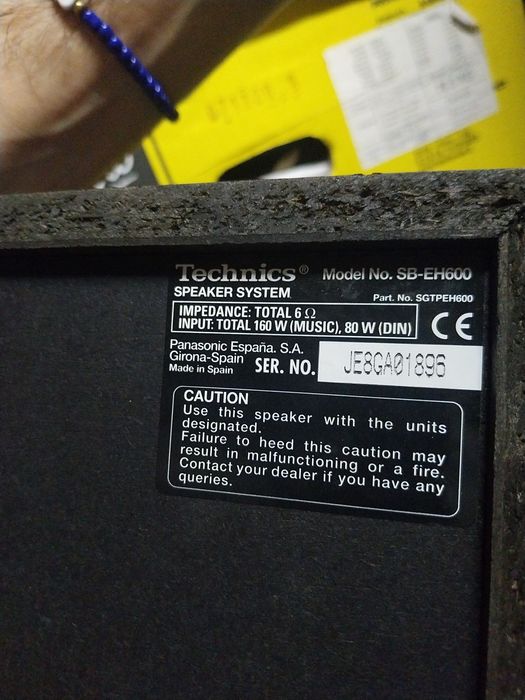 Technics® Model No. SB-EH600
SPEAKER SYSTEM Part. No. SGTPEH600
IMPEDANCE: TOTAL 6 Ω
INPUT: TOTAL 160 W (MUSIC), 80 W (DIN)
CE
Panasonic España. S.A.
Girona-Spain
Made in Spain
SER. NO. JE8GA01896
CAUTION
Use this speaker with the units
designated.
Failure to heed this caution may
result in malfunctioning or a fire.
Contact your dealer if you have any
queries.